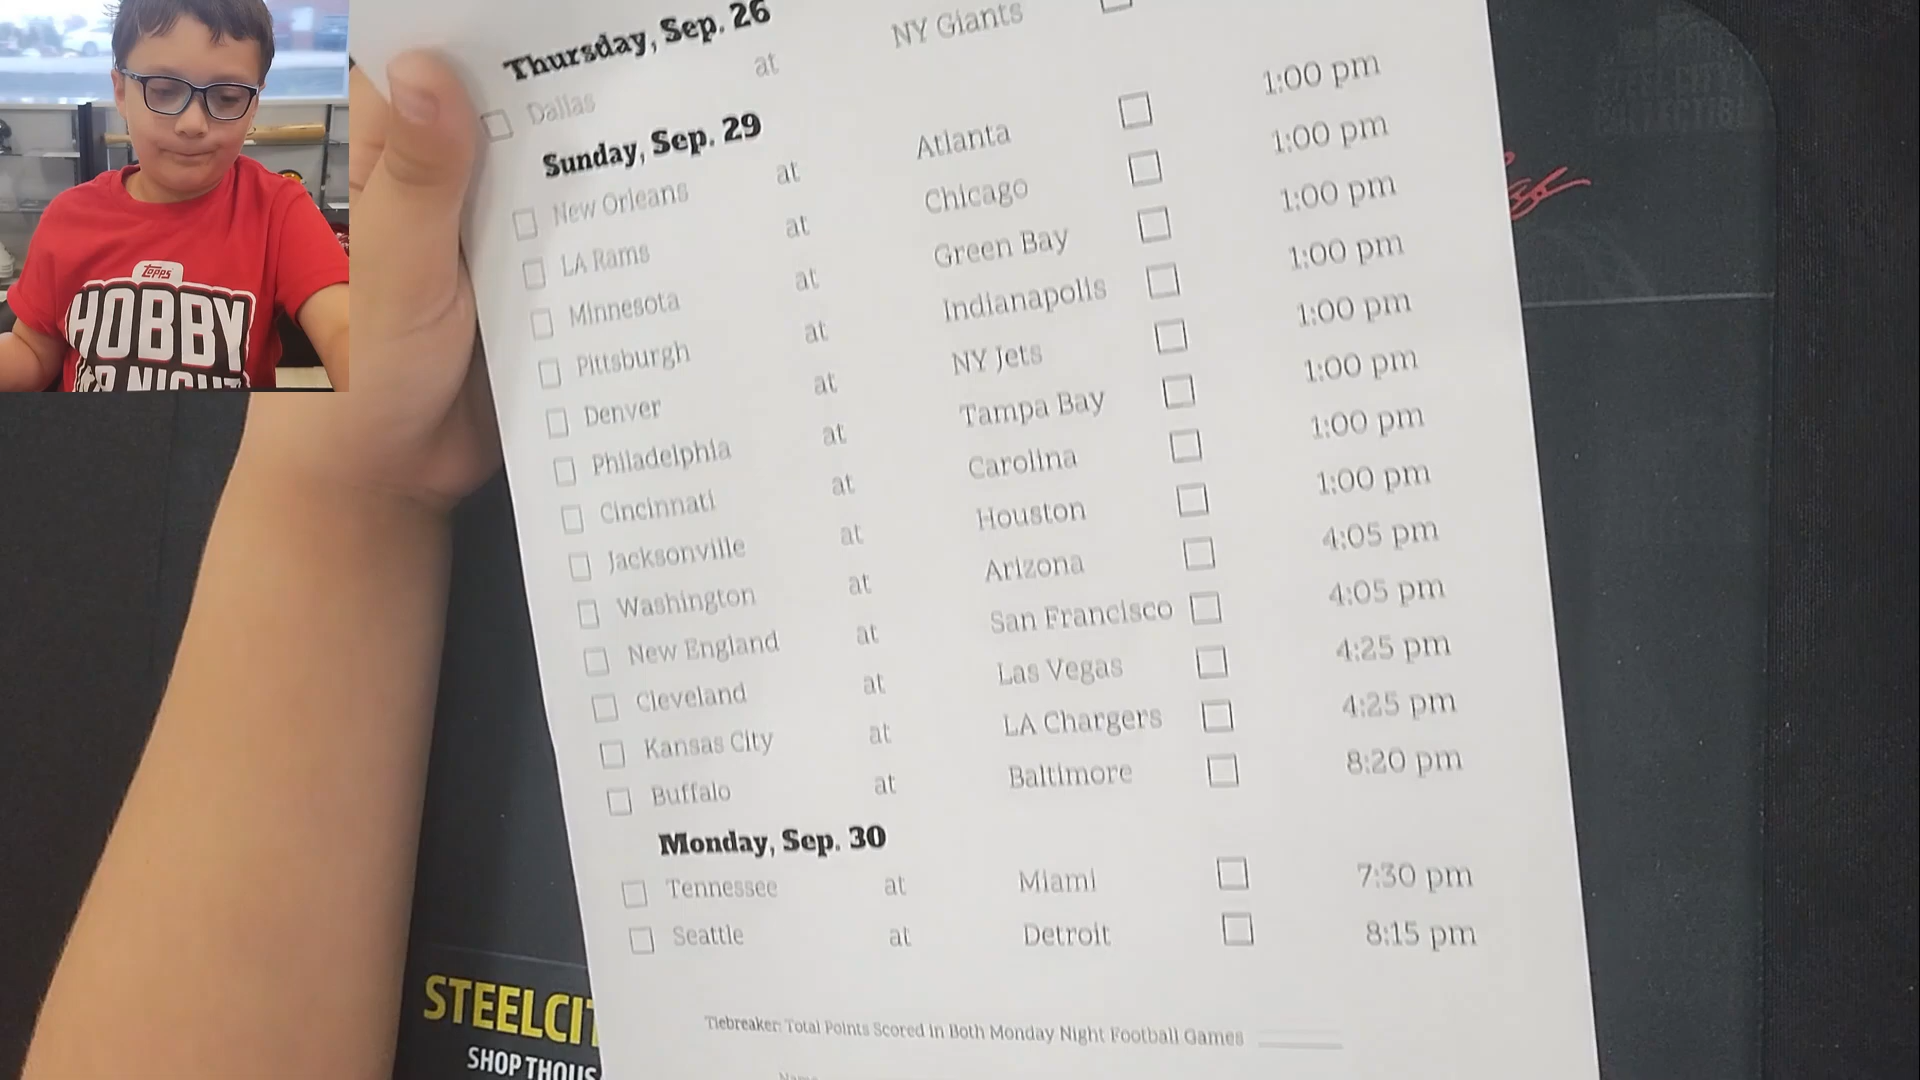 Thursday, Sep. 26
Dallas at NY Giants
Sunday, Sep. 29
New Orleans at Atlanta 1:00 pm
LA Rams at Chicago 1:00 pm
Minnesota at Green Bay 1:00 pm
Pittsburgh at Indianapolis 1:00 pm
Denver at NY Jets 1:00 pm
Philadelphia at Tampa Bay 1:00 pm
Cincinnati at Carolina 1:00 pm
Jacksonville at Houston 1:00 pm
Washington at Arizona 4:05 pm
New England at San Francisco 4:05 pm
Cleveland at Las Vegas 4:25 pm
Kansas City at LA Chargers 4:25 pm
Buffalo at Baltimore 8:20 pm
Monday, Sep. 30
Tennessee at Miami 7:30 pm
Seattle at Detroit 8:15 pm
Tiebreaker: Total Points Scored in Both Monday Night Football Games
Name
topps
HOBBY
STEELCIT
SHOP THOUS
STEEL CITY